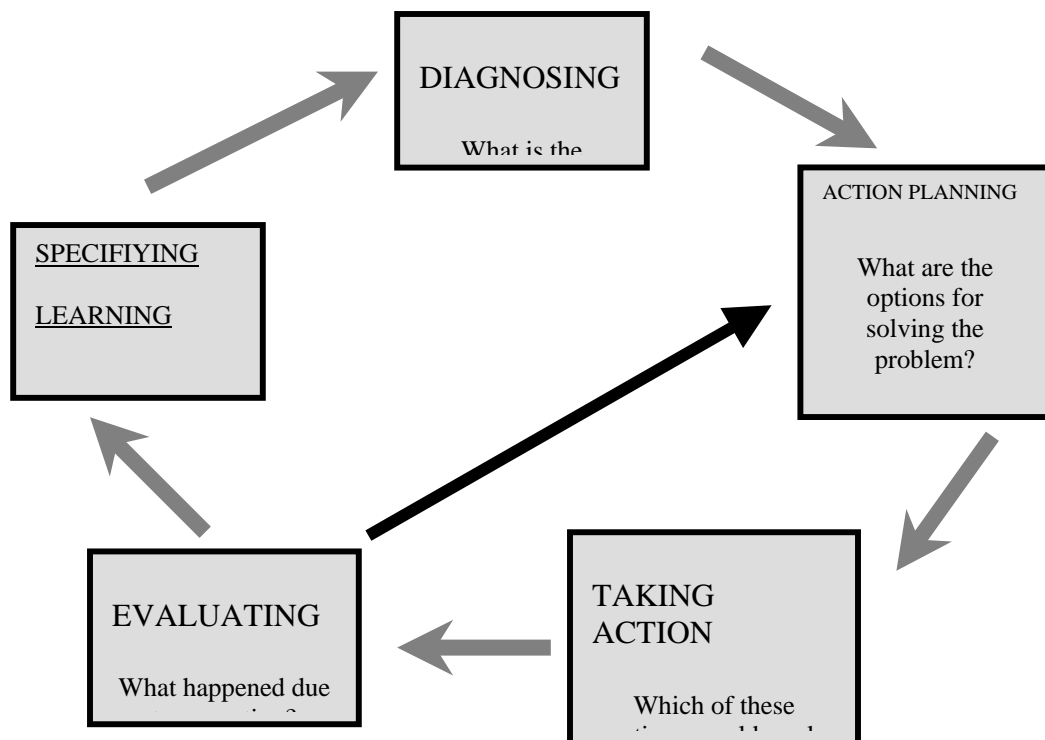 DIAGNOSING
What is the
ACTION PLANNING
What are the
options for
solving the
problem?
TAKING
ACTION
Which of these
EVALUATING
What happened due
SPECIFIYING
LEARNING